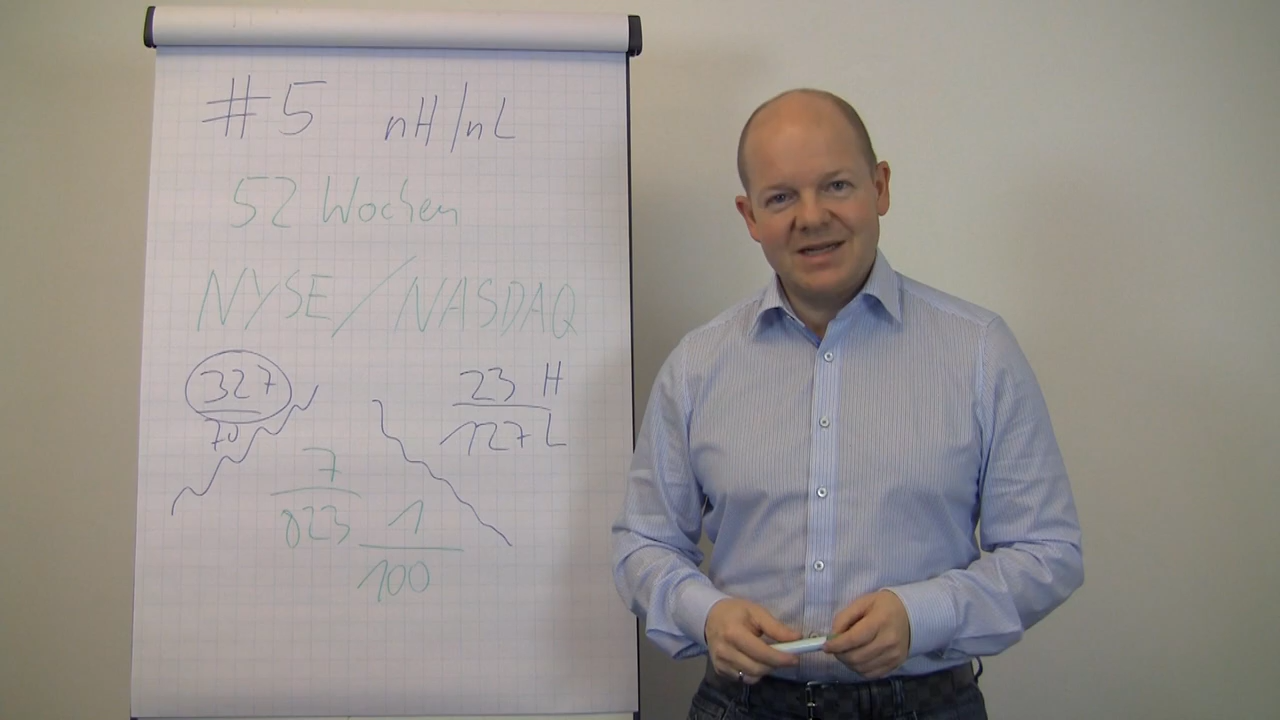 #5 nH/nL
52 Wochen
NYSE/NASDAQ
327
70
23 H
127 L
7
823
1
100